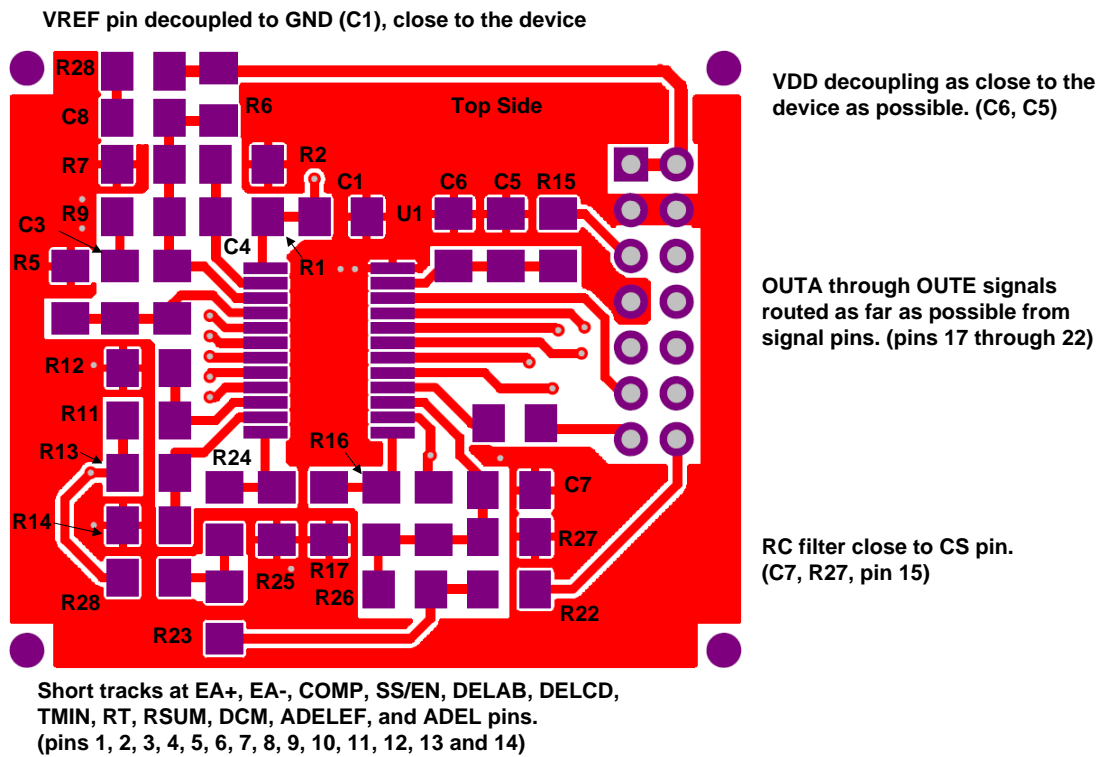 VREF pin decoupled to GND (C1), close to the device
R28
C8
R6
Top Side
VDD decoupling as close to the
device as possible. (C6, C5)
R7
R2
C1
C6
C5
R15
R9
C3
U1
C4
R5
R1
OUTA through OUTE signals
routed as far as possible from
signal pins. (pins 17 through 22)
R12
R11
R13
R16
R24
C7
R14
R27
RC filter close to CS pin.
(C7, R27, pin 15)
R25
R17
R26
R28
R22
R23
Short tracks at EA+, EA-, COMP, SS/EN, DELAB, DELCD,
TMIN, RT, RSUM, DCM, ADELEF, and ADEL pins.
(pins 1, 2, 3, 4, 5, 6, 7, 8, 9, 10, 11, 12, 13 and 14)